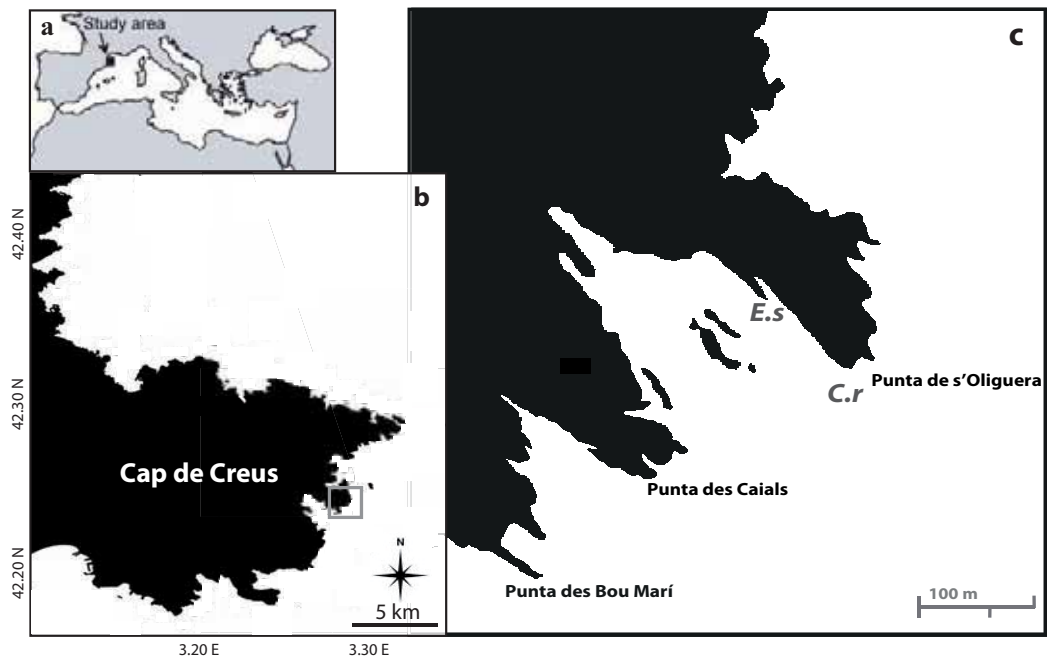 a
Study area
c
b
42.40 N
42.30 N
42.20 N
Cap de Creus
N
5 km
3.20 E
3.30 E
E.s
C.r
Punta de s'Oliguera
Punta des Caials
Punta des Bou Marí
100 m